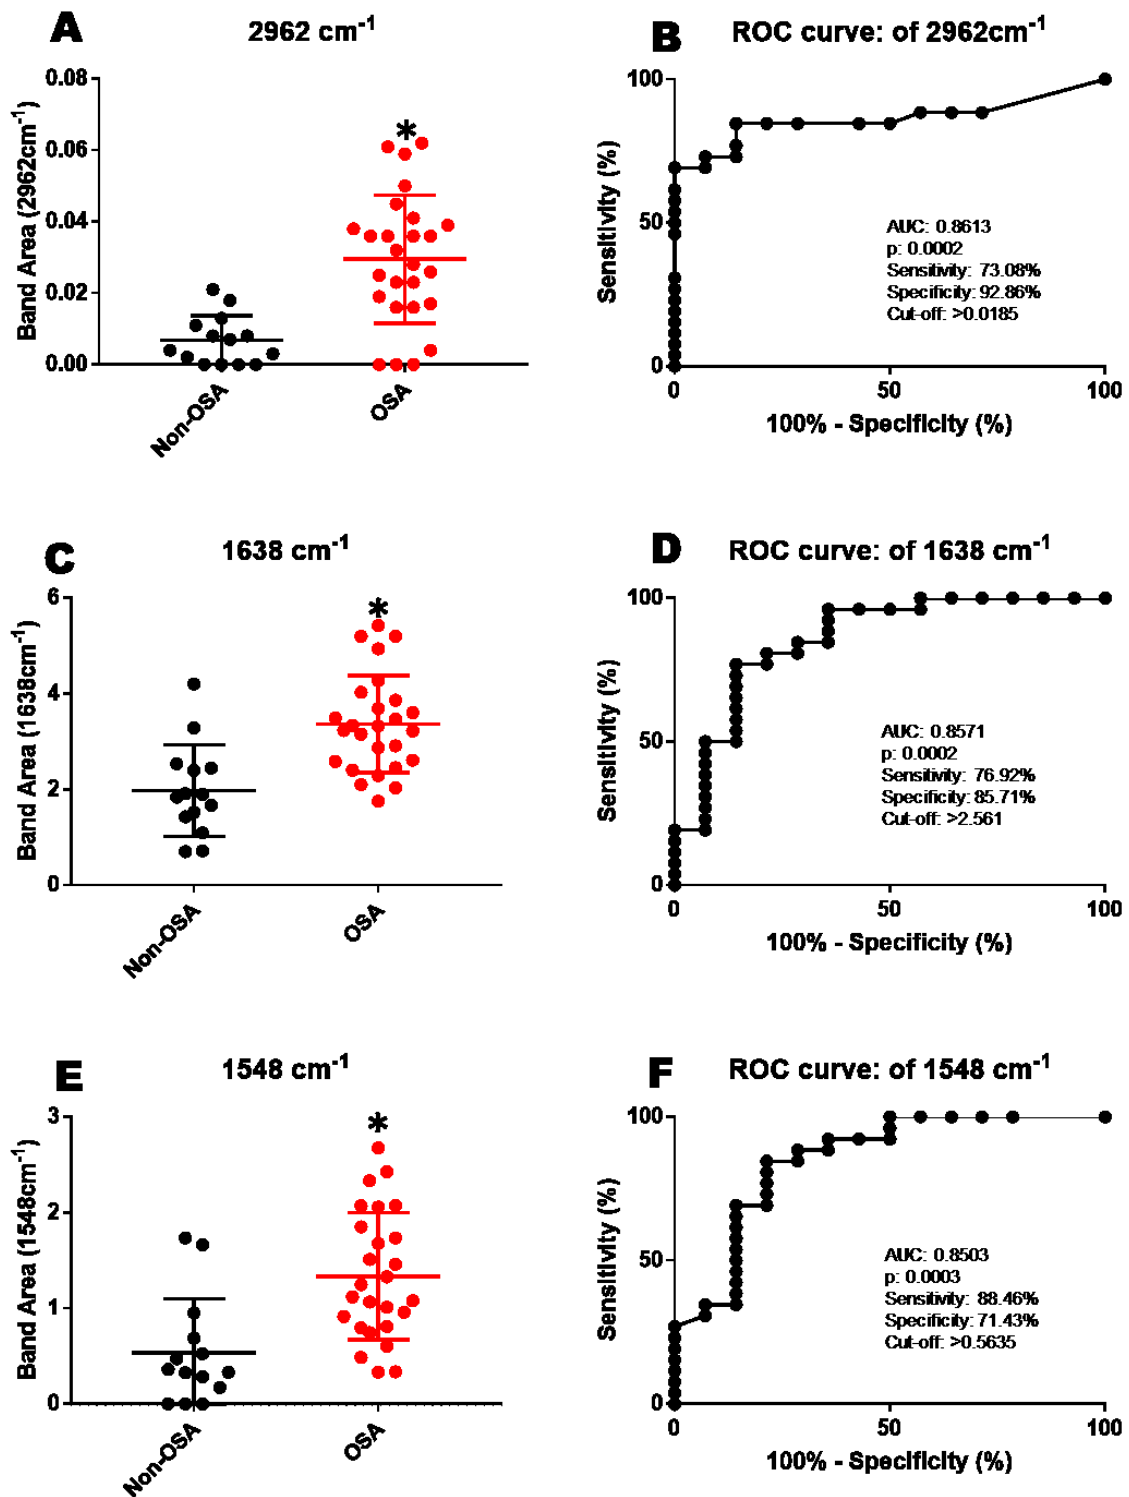 A
2962 cm⁻¹
0.08
0.06
0.04
0.02
0.00
Band Area (2962cm⁻¹)
*
Non-OSA
OSA
B
ROC curve: of 2962cm⁻¹
100
50
0
Sensitivity (%)
AUC: 0.8613
p: 0.0002
Sensitivity: 73.08%
Specificity: 92.86%
Cut-off: >0.0185
0
50
100
100% - Specificity (%)
C
1638 cm⁻¹
6
4
2
0
Band Area (1638cm⁻¹)
*
Non-OSA
OSA
D
ROC curve: of 1638 cm⁻¹
100
50
0
Sensitivity (%)
AUC: 0.8571
p: 0.0002
Sensitivity: 76.92%
Specificity: 85.71%
Cut-off: >2.561
0
50
100
100% - Specificity (%)
E
1548 cm⁻¹
3
2
1
0
Band Area (1548cm⁻¹)
*
Non-OSA
OSA
F
ROC curve: of 1548 cm⁻¹
100
50
0
Sensitivity (%)
AUC: 0.8503
p: 0.0003
Sensitivity: 88.46%
Specificity: 71.43%
Cut-off: >0.5635
0
50
100
100% - Specificity (%)